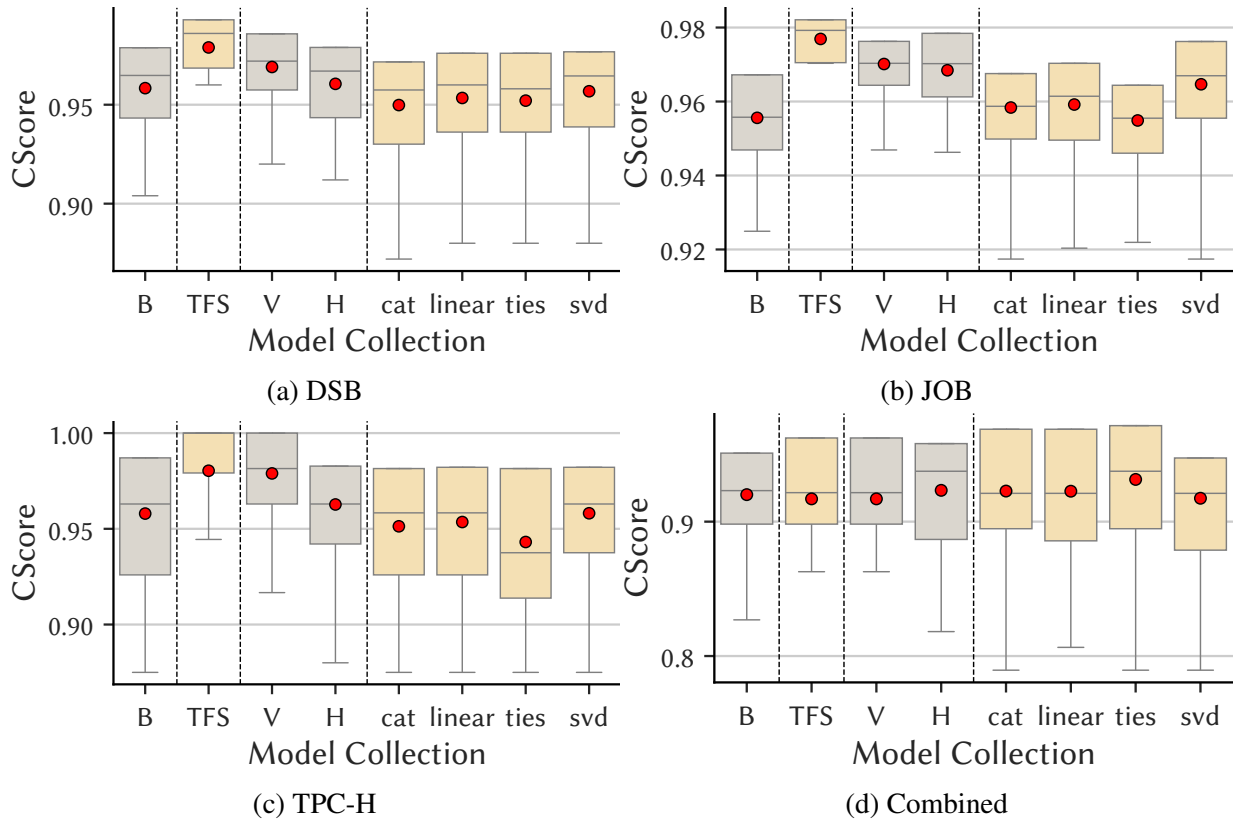 CScore
0.95
0.90
B TFS V H cat linear ties svd
Model Collection
(a) DSB
CScore
0.98
0.96
0.94
0.92
B TFS V H cat linear ties svd
Model Collection
(b) JOB
CScore
1.00
0.95
0.90
B TFS V H cat linear ties svd
Model Collection
(c) TPC-H
CScore
0.9
0.8
B TFS V H cat linear ties svd
Model Collection
(d) Combined